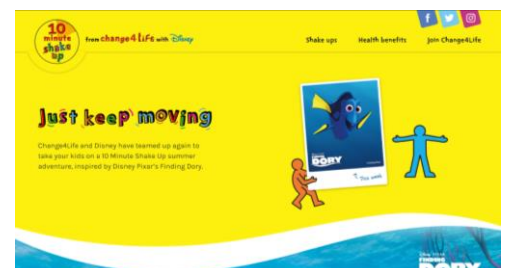 10
minute
shake
up
from change4Life with Disney
Shake ups
Health benefits
Join Change4Life
Just keep moving
Change4Life and Disney have teamed up again to
take your kids on a 10 Minute Shake Up summer
adventure, inspired by Disney Pixar's Finding Dory.
DORY
This week
FINDING
DORY